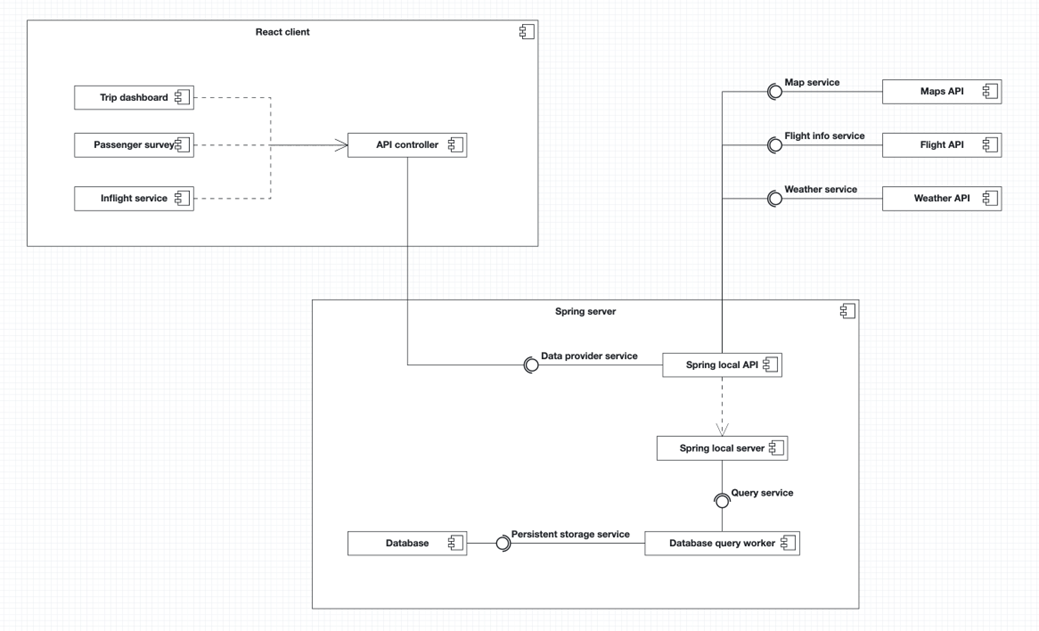 React client
Trip dashboard
Passenger survey
Inflight service
API controller
Map service
Maps API
Flight info service
Flight API
Weather service
Weather API
Spring server
Data provider service
Spring local API
Spring local server
Query service
Database
Persistent storage service
Database query worker